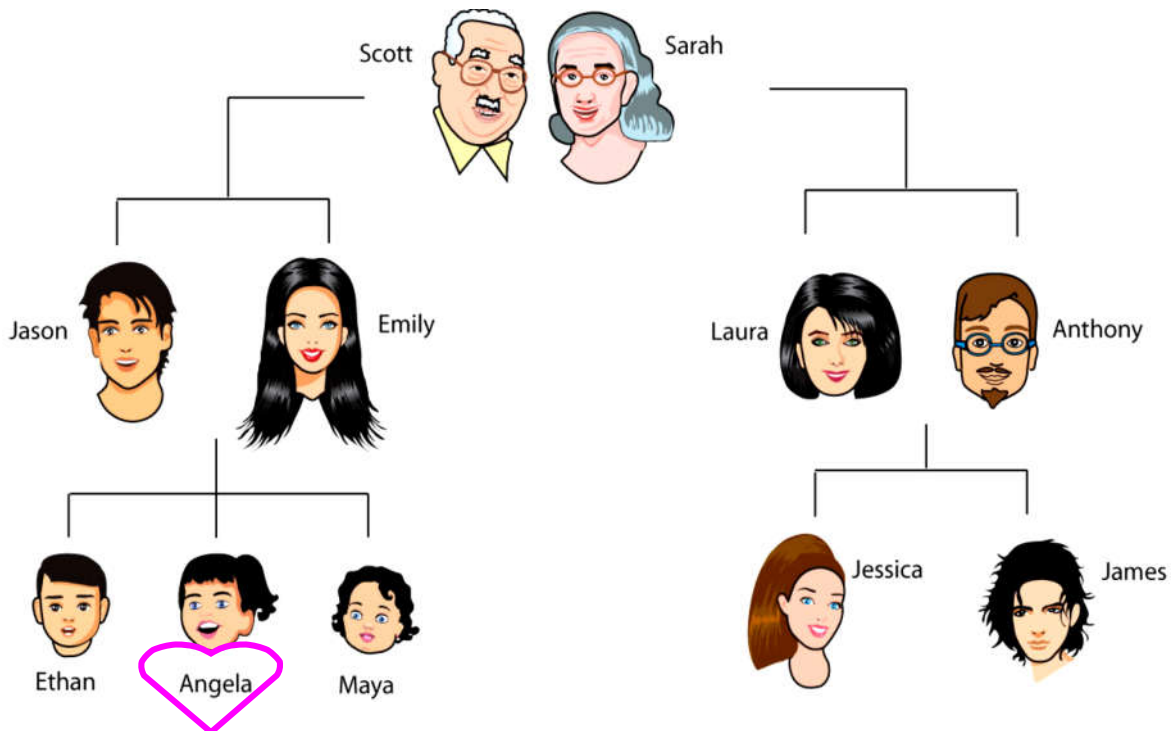 Scott
Sarah
Jason
Emily
Laura
Anthony
Jessica
James
Ethan
Angela
Maya